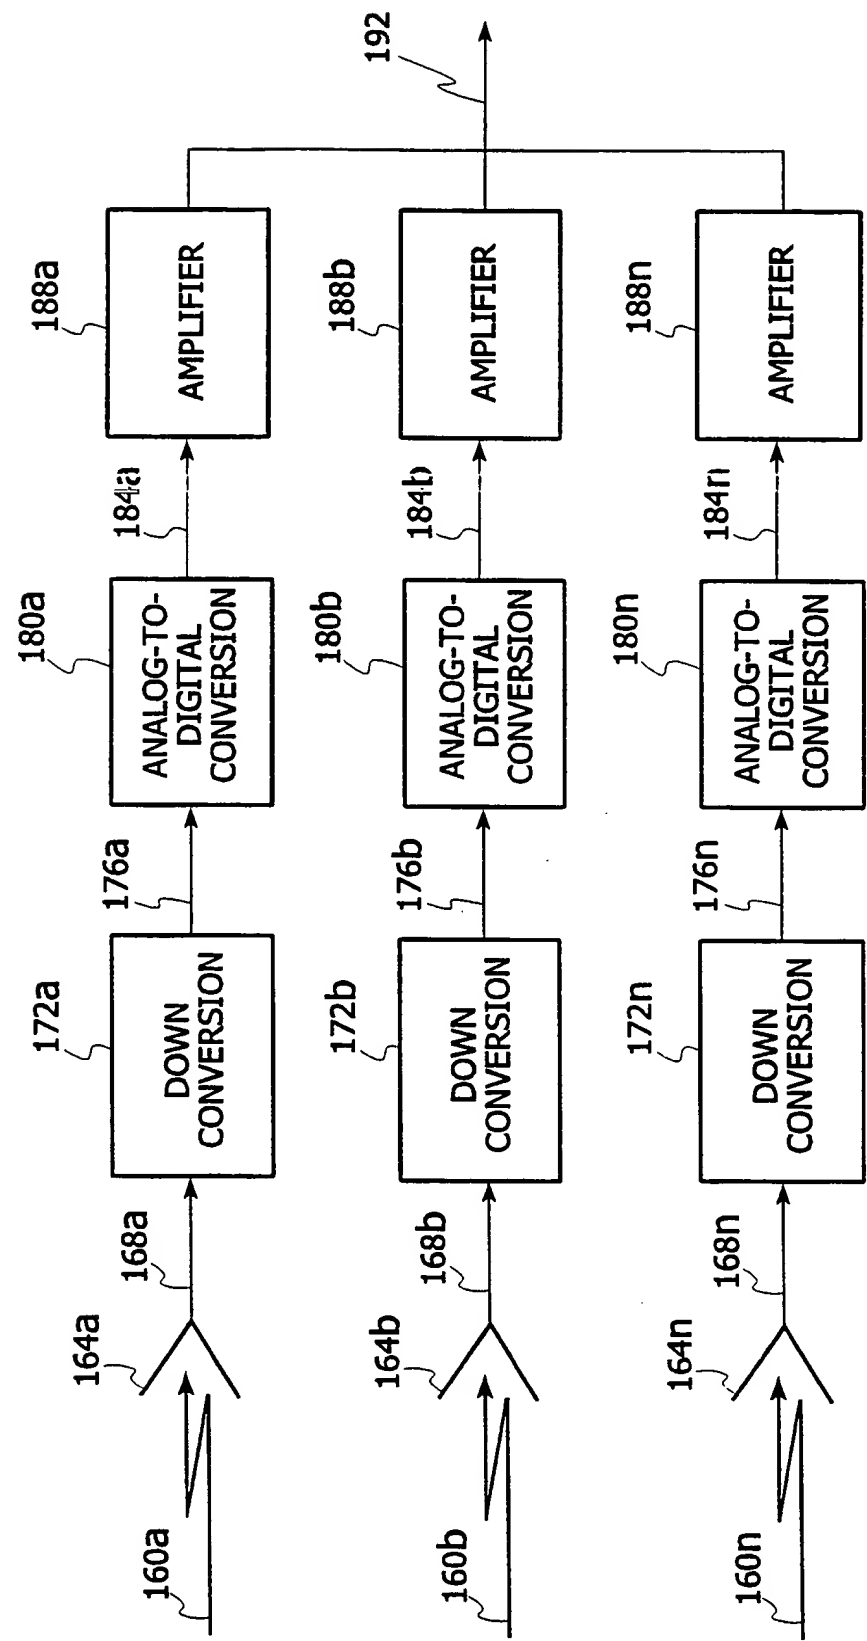 192
188a
AMPLIFIER
188b
AMPLIFIER
188n
AMPLIFIER
184a
184b
184n
180a
ANALOG-TO-
DIGITAL
CONVERSION
180b
ANALOG-TO-
DIGITAL
CONVERSION
180n
ANALOG-TO-
DIGITAL
CONVERSION
176a
176b
176n
172a
DOWN
CONVERSION
172b
DOWN
CONVERSION
172n
DOWN
CONVERSION
168a
168b
168n
164a
164b
164n
160a
160b
160n